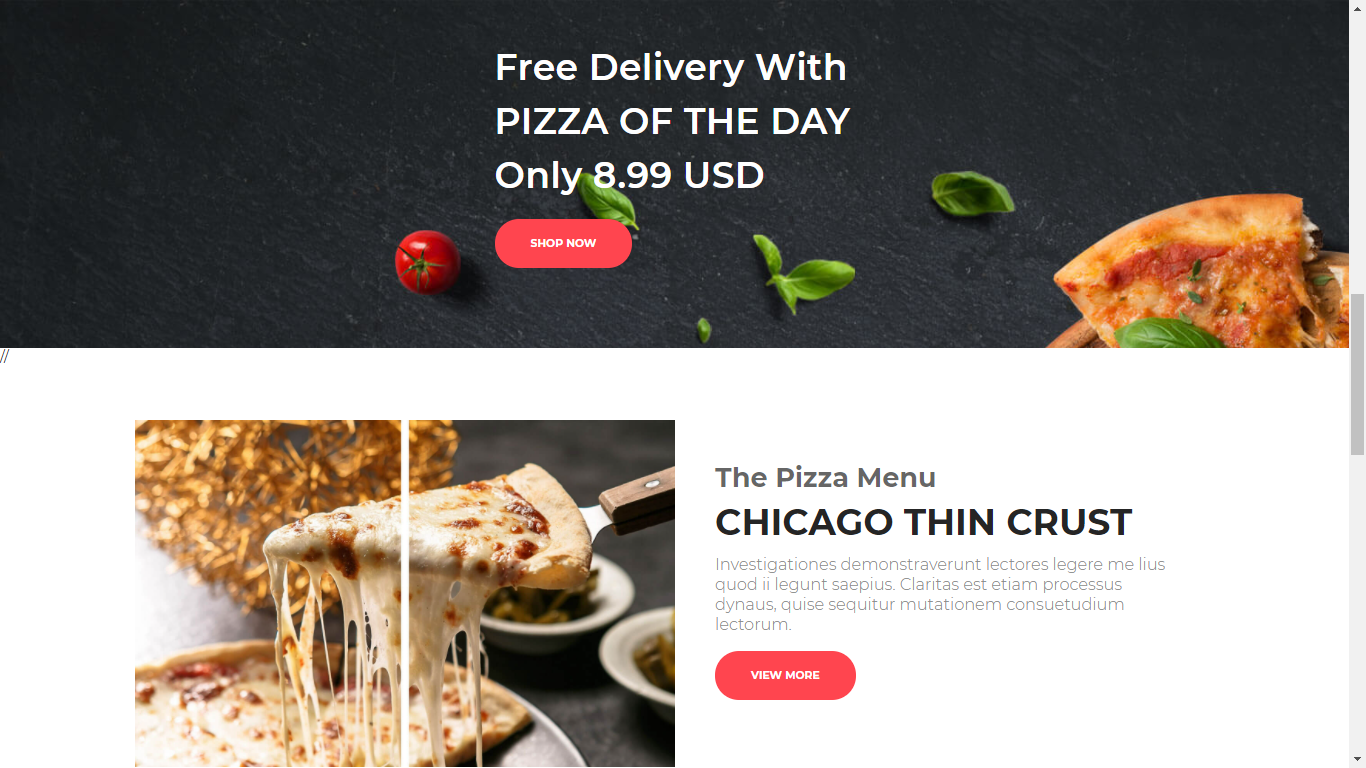 Free Delivery With
PIZZA OF THE DAY
Only 8.99 USD
SHOP NOW
//
The Pizza Menu
CHICAGO THIN CRUST
Investigationes demonstraverunt lectores legere me lius
quod ii legunt saepius. Claritas est etiam processus
dynaus, quise sequitur mutationem consuetudium
lectorum.
VIEW MORE